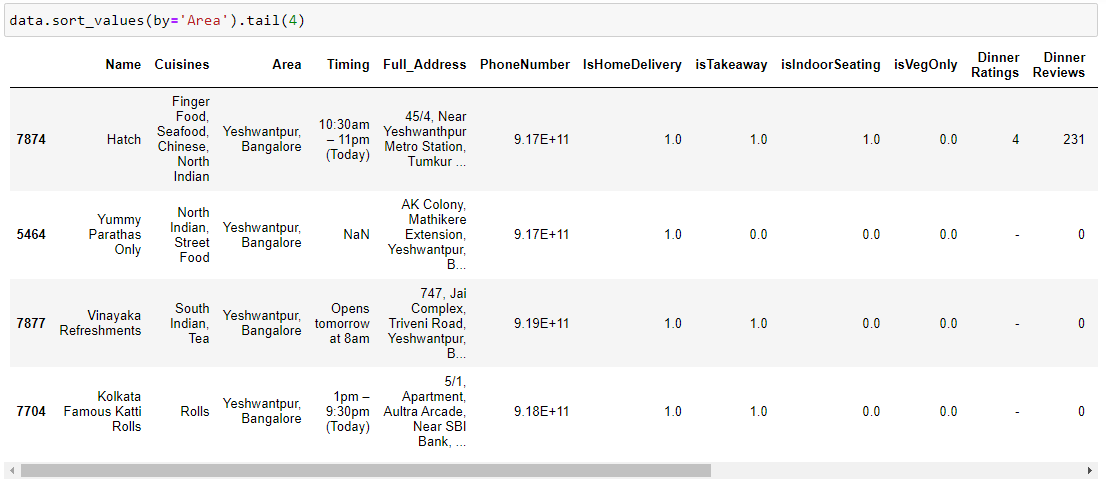 data.sort_values(by='Area').tail(4)
Name Cuisines Area Timing Full_Address PhoneNumber IsHomeDelivery isTakeaway isIndoorSeating isVegOnly Dinner Ratings Dinner Reviews
7874 Hatch Finger Food, Seafood, Chinese, North Indian Yeshwantpur, Bangalore 10:30am – 11pm (Today) 45/4, Near Yeshwanthpur Metro Station, Tumkur ... 9.17E+11 1.0 1.0 1.0 0.0 4 231
5464 Yummy Parathas Only North Indian, Street Food Yeshwantpur, Bangalore NaN AK Colony, Mathikere Extension, Yeshwantpur, B... 9.17E+11 1.0 0.0 0.0 0.0 - 0
7877 Vinayaka Refreshments South Indian, Tea Yeshwantpur, Bangalore Opens tomorrow at 8am 747, Jai Complex, Triveni Road, Yeshwantpur, B... 9.19E+11 1.0 1.0 0.0 0.0 - 0
7704 Kolkata Famous Katti Rolls Rolls Yeshwantpur, Bangalore 1pm – 9:30pm (Today) 5/1, Apartment, Aultra Arcade, Near SBI Bank, ... 9.18E+11 1.0 1.0 0.0 0.0 - 0